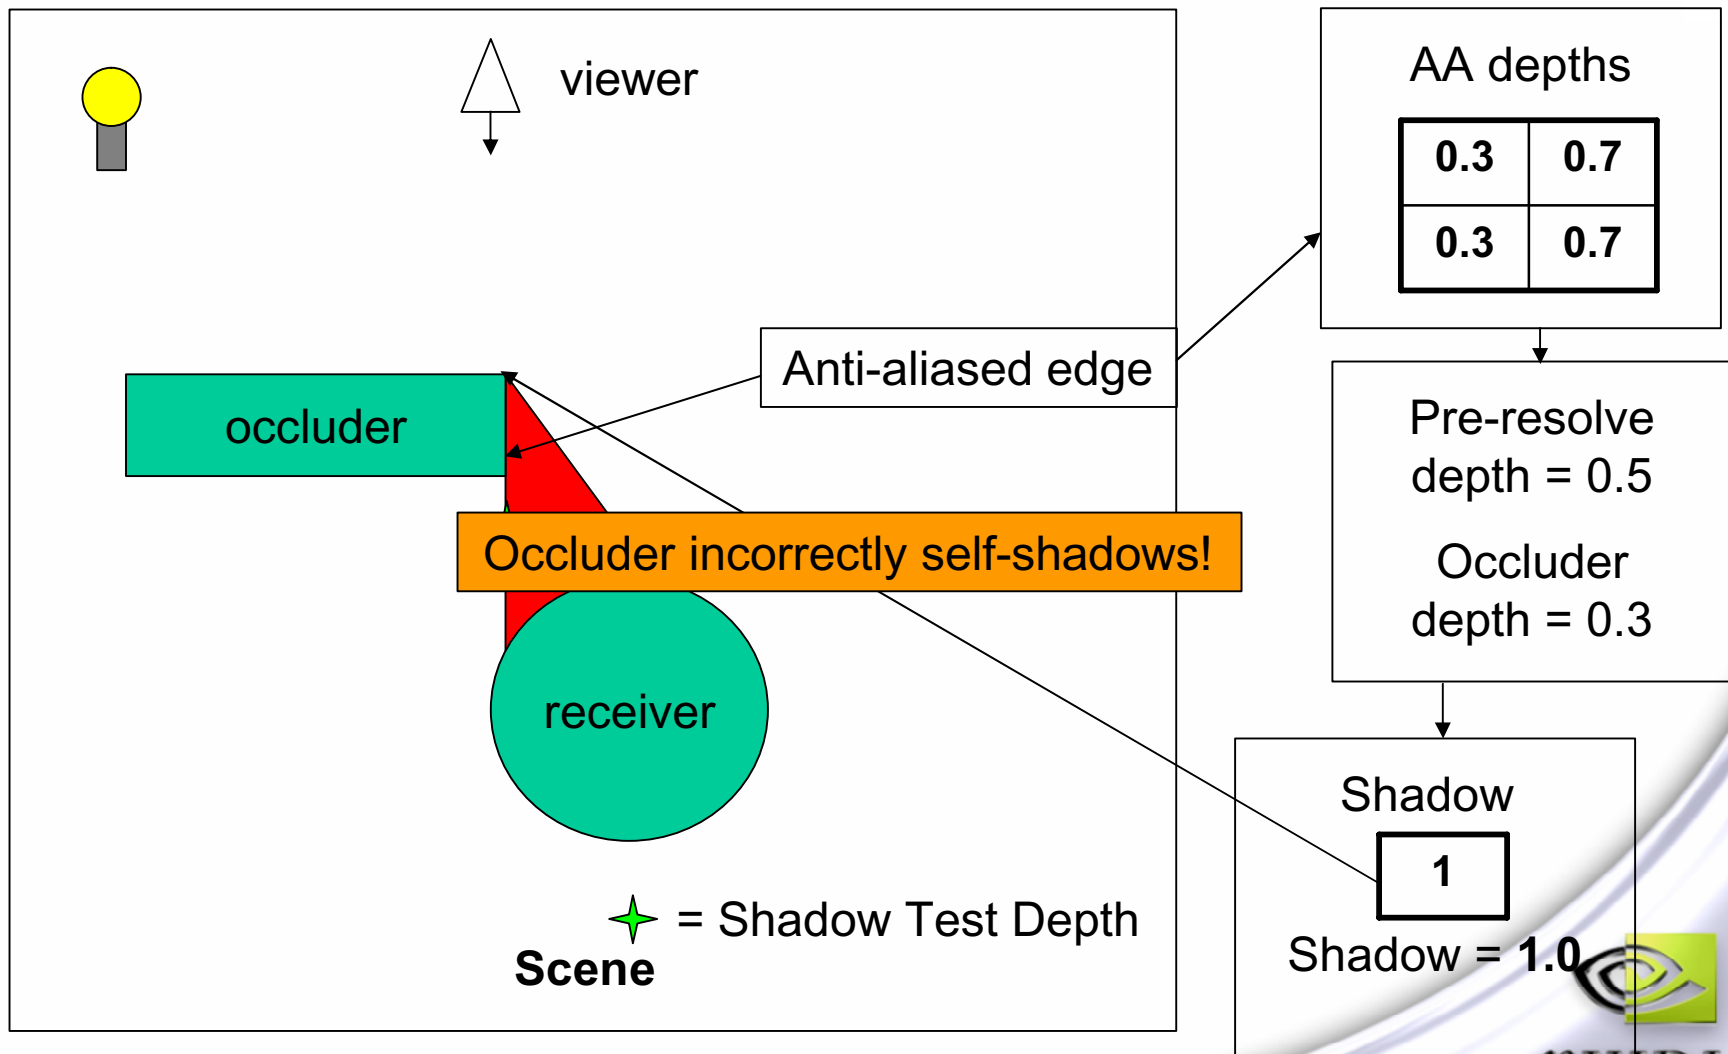 viewer
AA depths
0.3 0.7
0.3 0.7
Anti-aliased edge
occluder
Pre-resolve
depth = 0.5
Occluder
depth = 0.3
Occluder incorrectly self-shadows!
receiver
Shadow
1
Shadow = 1.0
= Shadow Test Depth
Scene